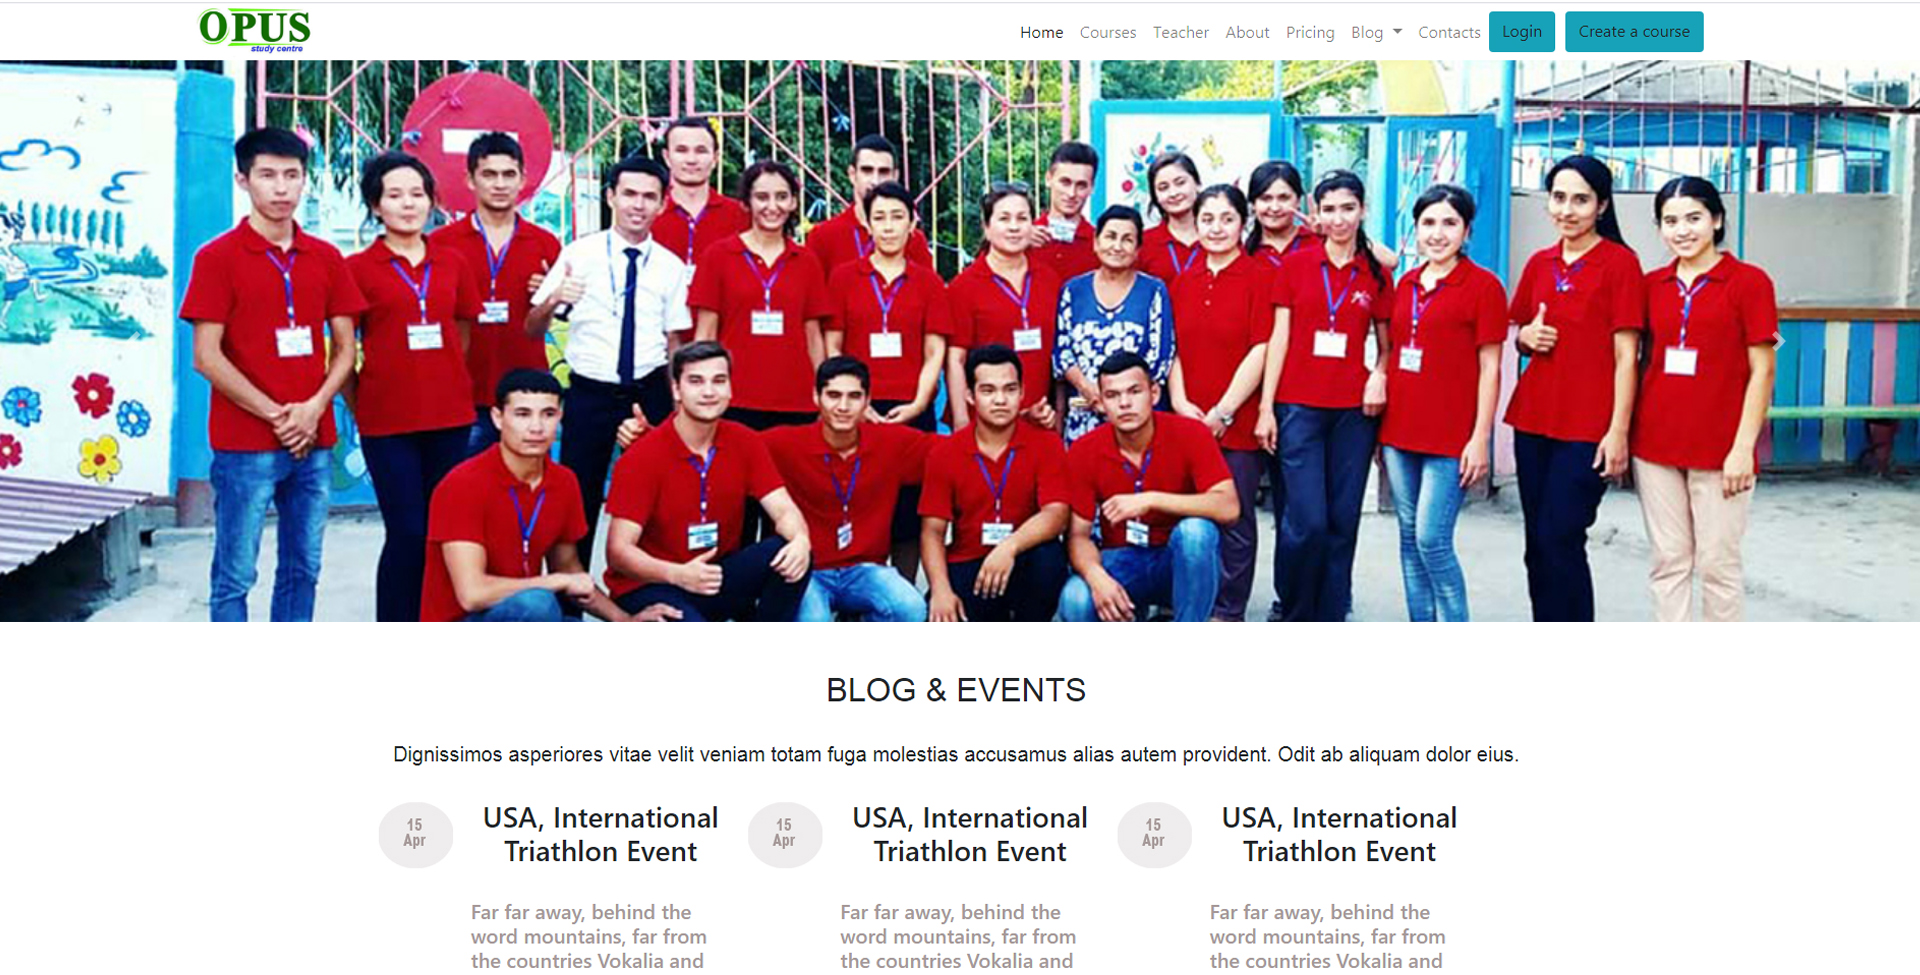 OPUS
study centre
Home Courses Teacher About Pricing Blog Contacts Login Create a course
BLOG & EVENTS
Dignissimos asperiores vitae velit veniam totam fuga molestias accusamus alias autem provident. Odit ab aliquam dolor eius.
15
Apr
USA, International
Triathlon Event
Far far away, behind the
word mountains, far from
the countries Vokalia and
15
Apr
USA, International
Triathlon Event
Far far away, behind the
word mountains, far from
the countries Vokalia and
15
Apr
USA, International
Triathlon Event
Far far away, behind the
word mountains, far from
the countries Vokalia and